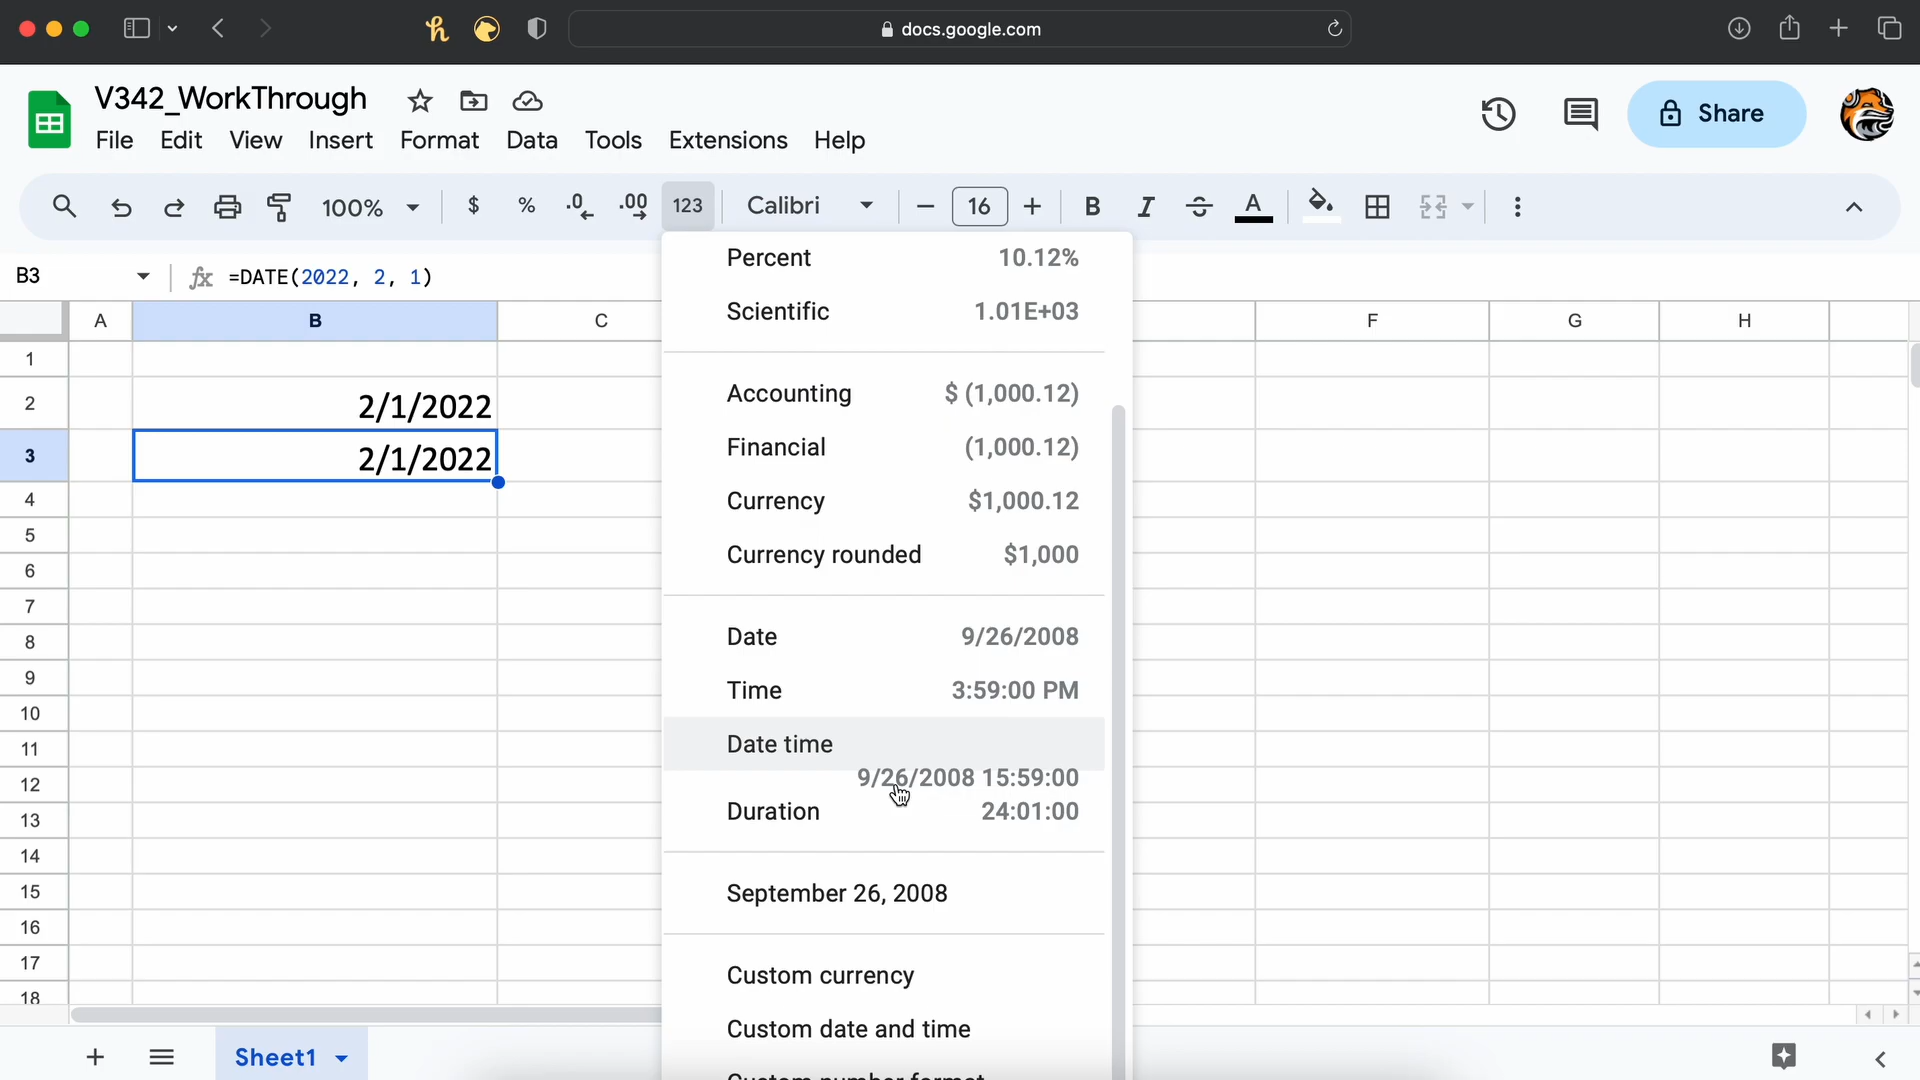 docs.google.com
V342_WorkThrough
File Edit View Insert Format Data Tools Extensions Help
Share
100% $ % .0 .00 123 Calibri 16 B I A
B3 fx =DATE(2022, 2, 1)
A B C F G H
1
2 2/1/2022
3 2/1/2022
4
5
6
7
8
9
10
11
12
13
14
15
16
17
18
Percent 10.12%
Scientific 1.01E+03
Accounting $ (1,000.12)
Financial (1,000.12)
Currency $1,000.12
Currency rounded $1,000
Date 9/26/2008
Time 3:59:00 PM
Date time
9/26/2008 15:59:00
Duration 24:01:00
September 26, 2008
Custom currency
Custom date and time
Custom number format
Sheet1